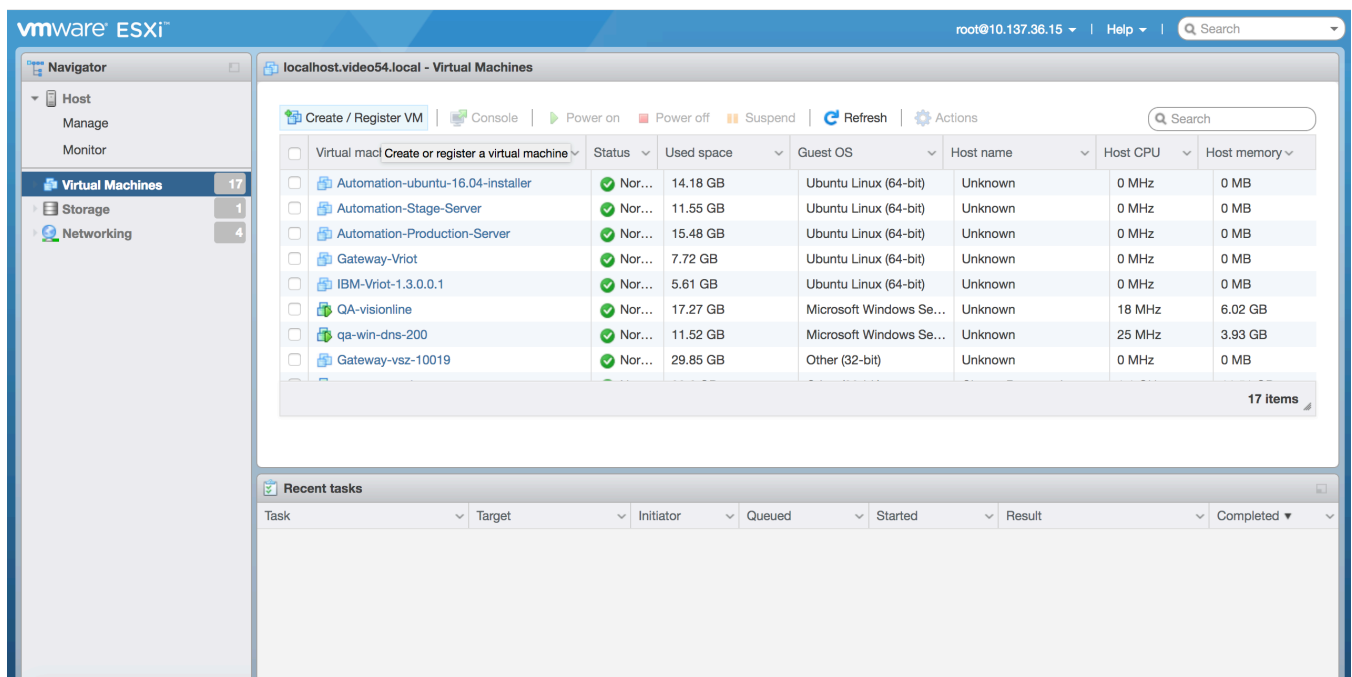 vmware ESXi™
root@10.137.36.15 | Help | Search
Navigator
Host
Manage
Monitor
Virtual Machines 17
Storage 1
Networking 4
localhost.video54.local - Virtual Machines
Create / Register VM | Console | Power on Power off Suspend | Refresh | Actions Search
Virtual Create or register a virtual machine Status Used space Guest OS Host name Host CPU Host memory
Automation-ubuntu-16.04-installer Nor... 14.18 GB Ubuntu Linux (64-bit) Unknown 0 MHz 0 MB
Automation-Stage-Server Nor... 11.55 GB Ubuntu Linux (64-bit) Unknown 0 MHz 0 MB
Automation-Production-Server Nor... 15.48 GB Ubuntu Linux (64-bit) Unknown 0 MHz 0 MB
Gateway-Vriot Nor... 7.72 GB Ubuntu Linux (64-bit) Unknown 0 MHz 0 MB
IBM-Vriot-1.3.0.0.1 Nor... 5.61 GB Ubuntu Linux (64-bit) Unknown 0 MHz 0 MB
QA-visionline Nor... 17.27 GB Microsoft Windows Se... Unknown 18 MHz 6.02 GB
qa-win-dns-200 Nor... 11.52 GB Microsoft Windows Se... Unknown 25 MHz 3.93 GB
Gateway-vsz-10019 Nor... 29.85 GB Other (32-bit) Unknown 0 MHz 0 MB
17 items
Recent tasks
Task Target Initiator Queued Started Result Completed ▼